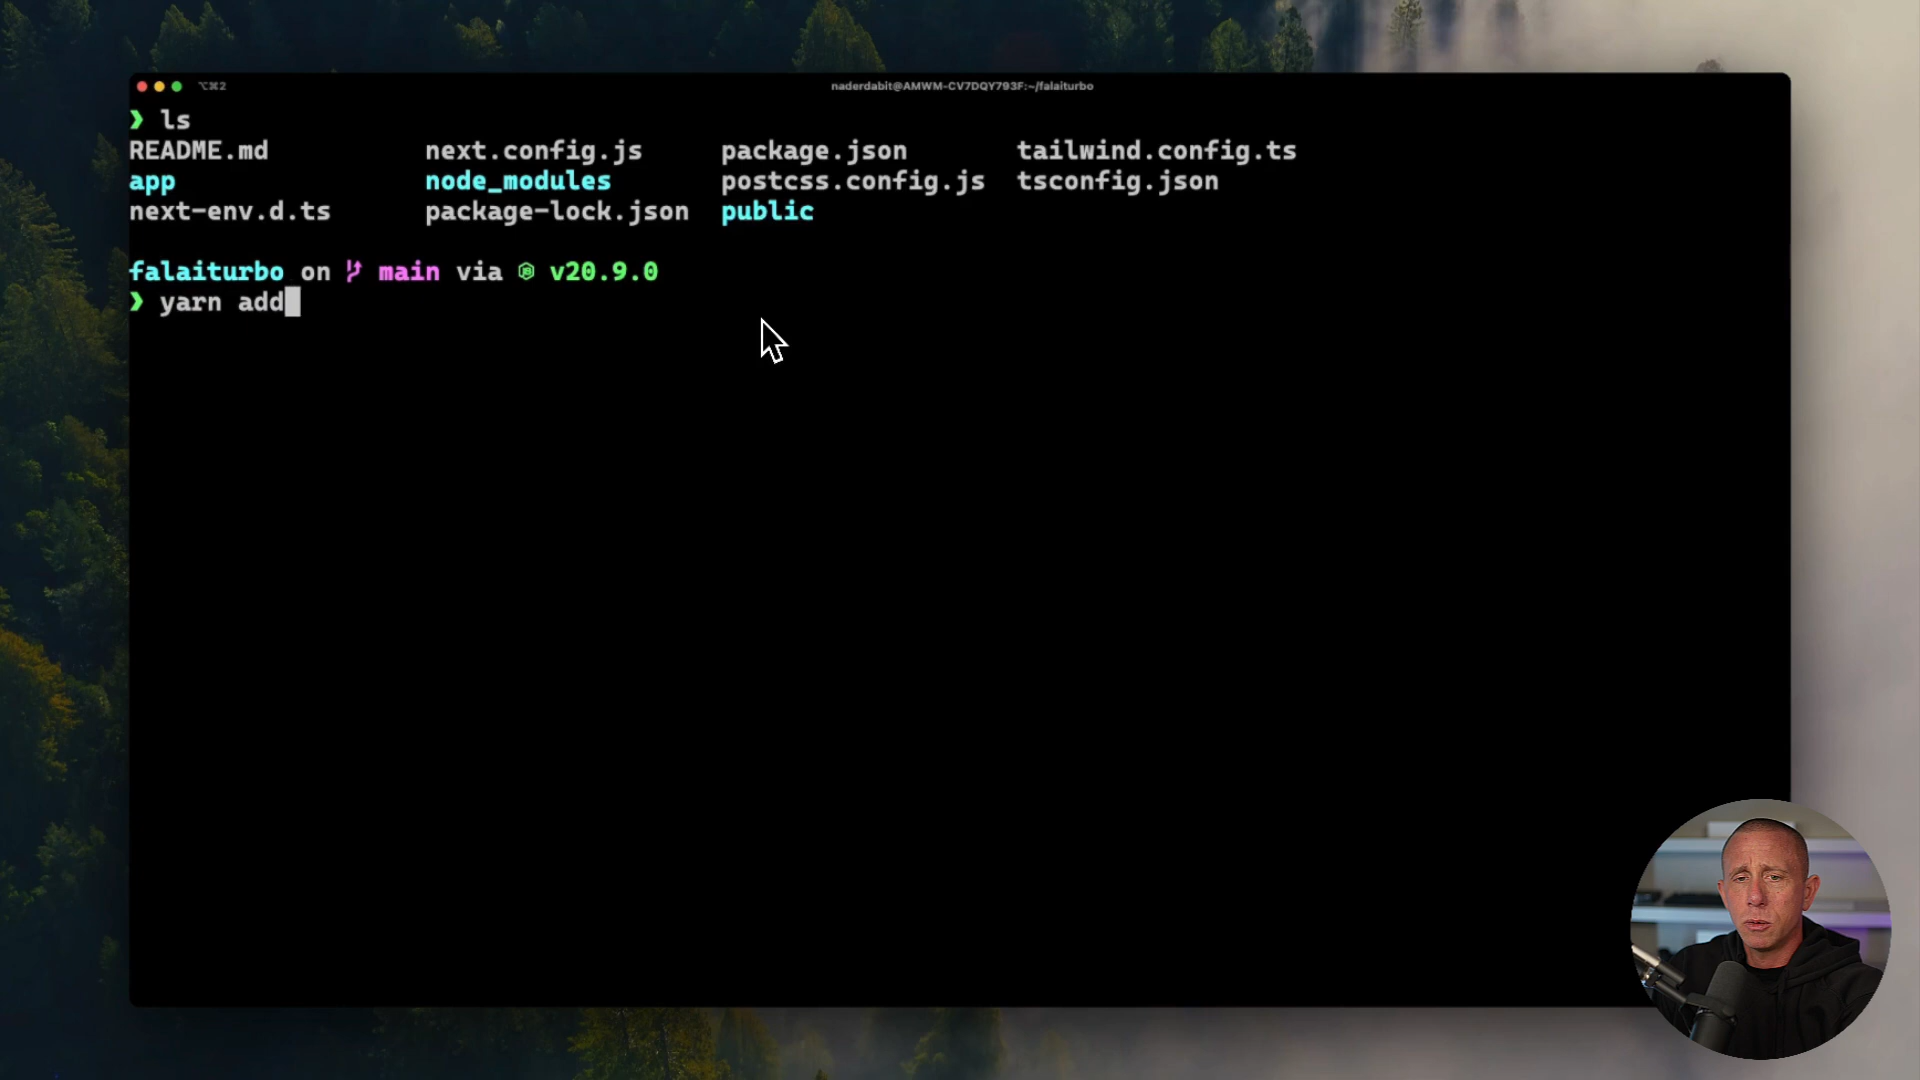 ⌥⌘2
naderdabit@AMWM-CV7DQY793F:~/falaiturbo
❯ ls
README.md next.config.js package.json tailwind.config.ts
app node_modules postcss.config.js tsconfig.json
next-env.d.ts package-lock.json public
falaiturbo on main via v20.9.0
❯ yarn add